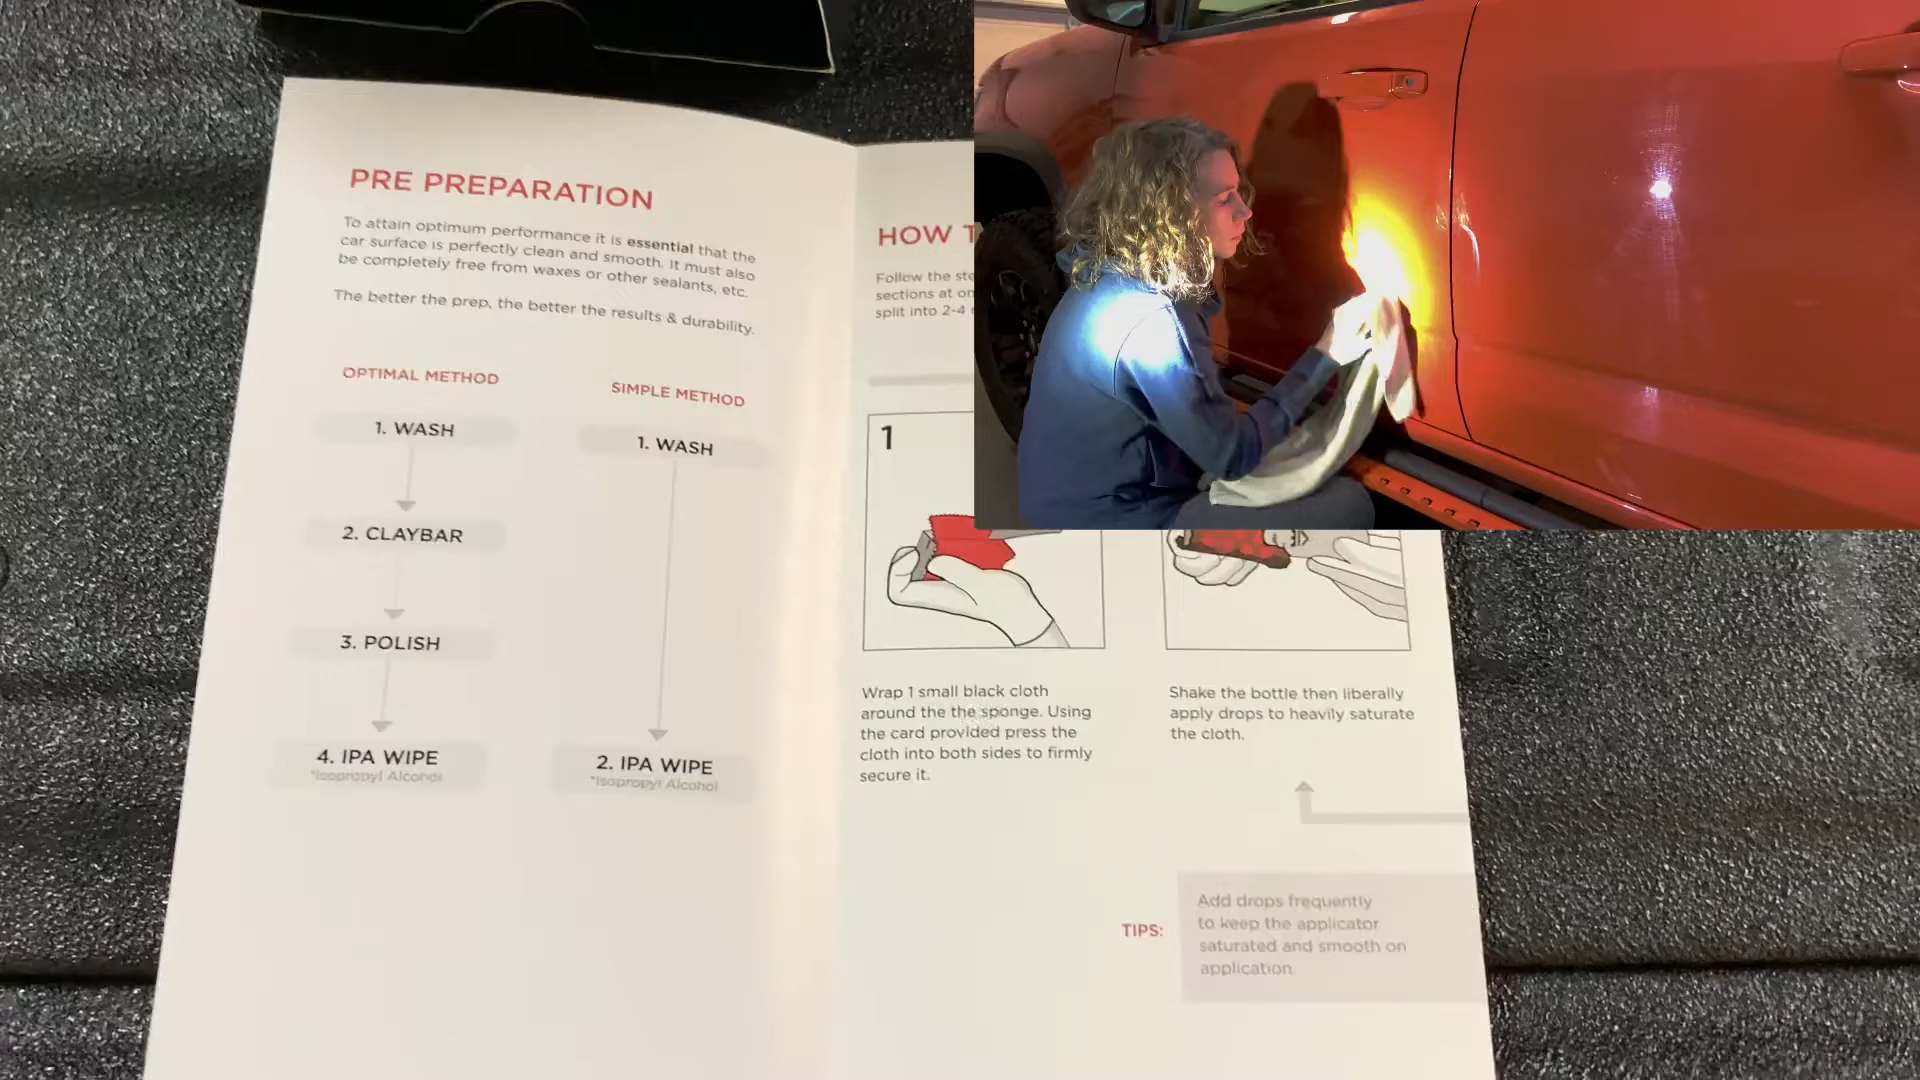 PRE PREPARATION
To attain optimum performance it is essential that the
car surface is perfectly clean and smooth. It must also
be completely free from waxes or other sealants, etc.
The better the prep, the better the results & durability.
OPTIMAL METHOD
1. WASH
2. CLAYBAR
3. POLISH
4. IPA WIPE
*Isopropyl Alcohol
SIMPLE METHOD
1. WASH
2. IPA WIPE
*Isopropyl Alcohol
HOW
Follow the
sections at
split into 2-4
1
Wrap 1 small black cloth
around the the sponge. Using
the card provided press the
cloth into both sides to firmly
secure it.
Shake the bottle then liberally
apply drops to heavily saturate
the cloth.
TIPS:
Add drops frequently
to keep the applicator
saturated and smooth on
application.